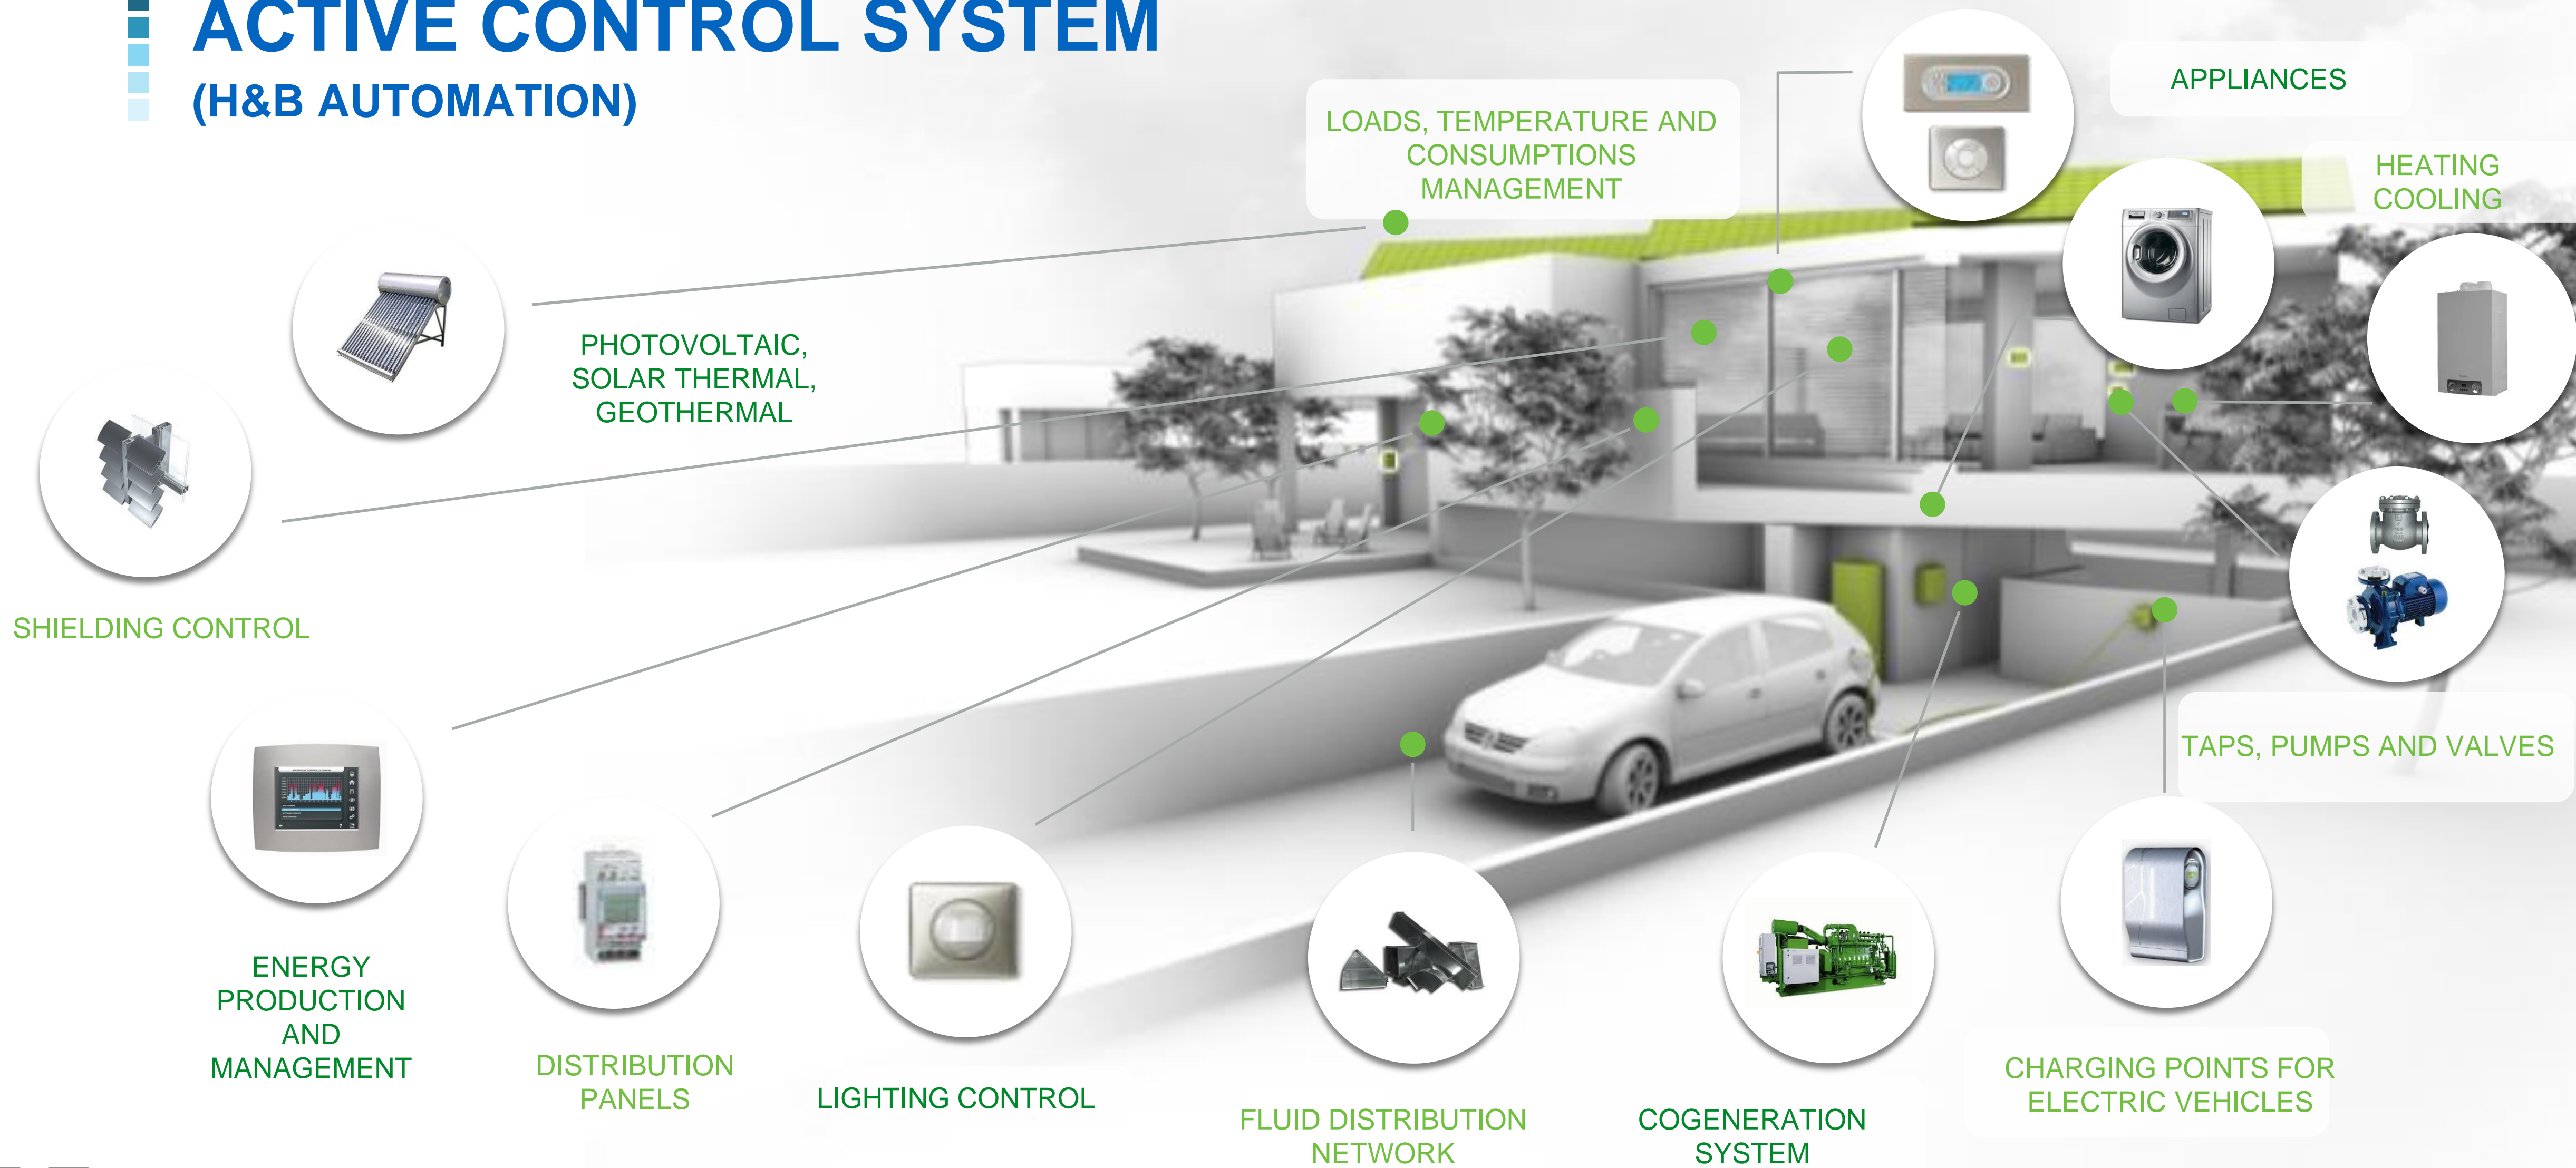 ACTIVE CONTROL SYSTEM
(H&B AUTOMATION)
APPLIANCES
LOADS, TEMPERATURE AND
CONSUMPTIONS
MANAGEMENT
HEATING
COOLING
PHOTOVOLTAIC,
SOLAR THERMAL,
GEOTHERMAL
SHIELDING CONTROL
TAPS, PUMPS AND VALVES
ENERGY
PRODUCTION
AND
MANAGEMENT
DISTRIBUTION
PANELS
LIGHTING CONTROL
FLUID DISTRIBUTION
NETWORK
COGENERATION
SYSTEM
CHARGING POINTS FOR
ELECTRIC VEHICLES